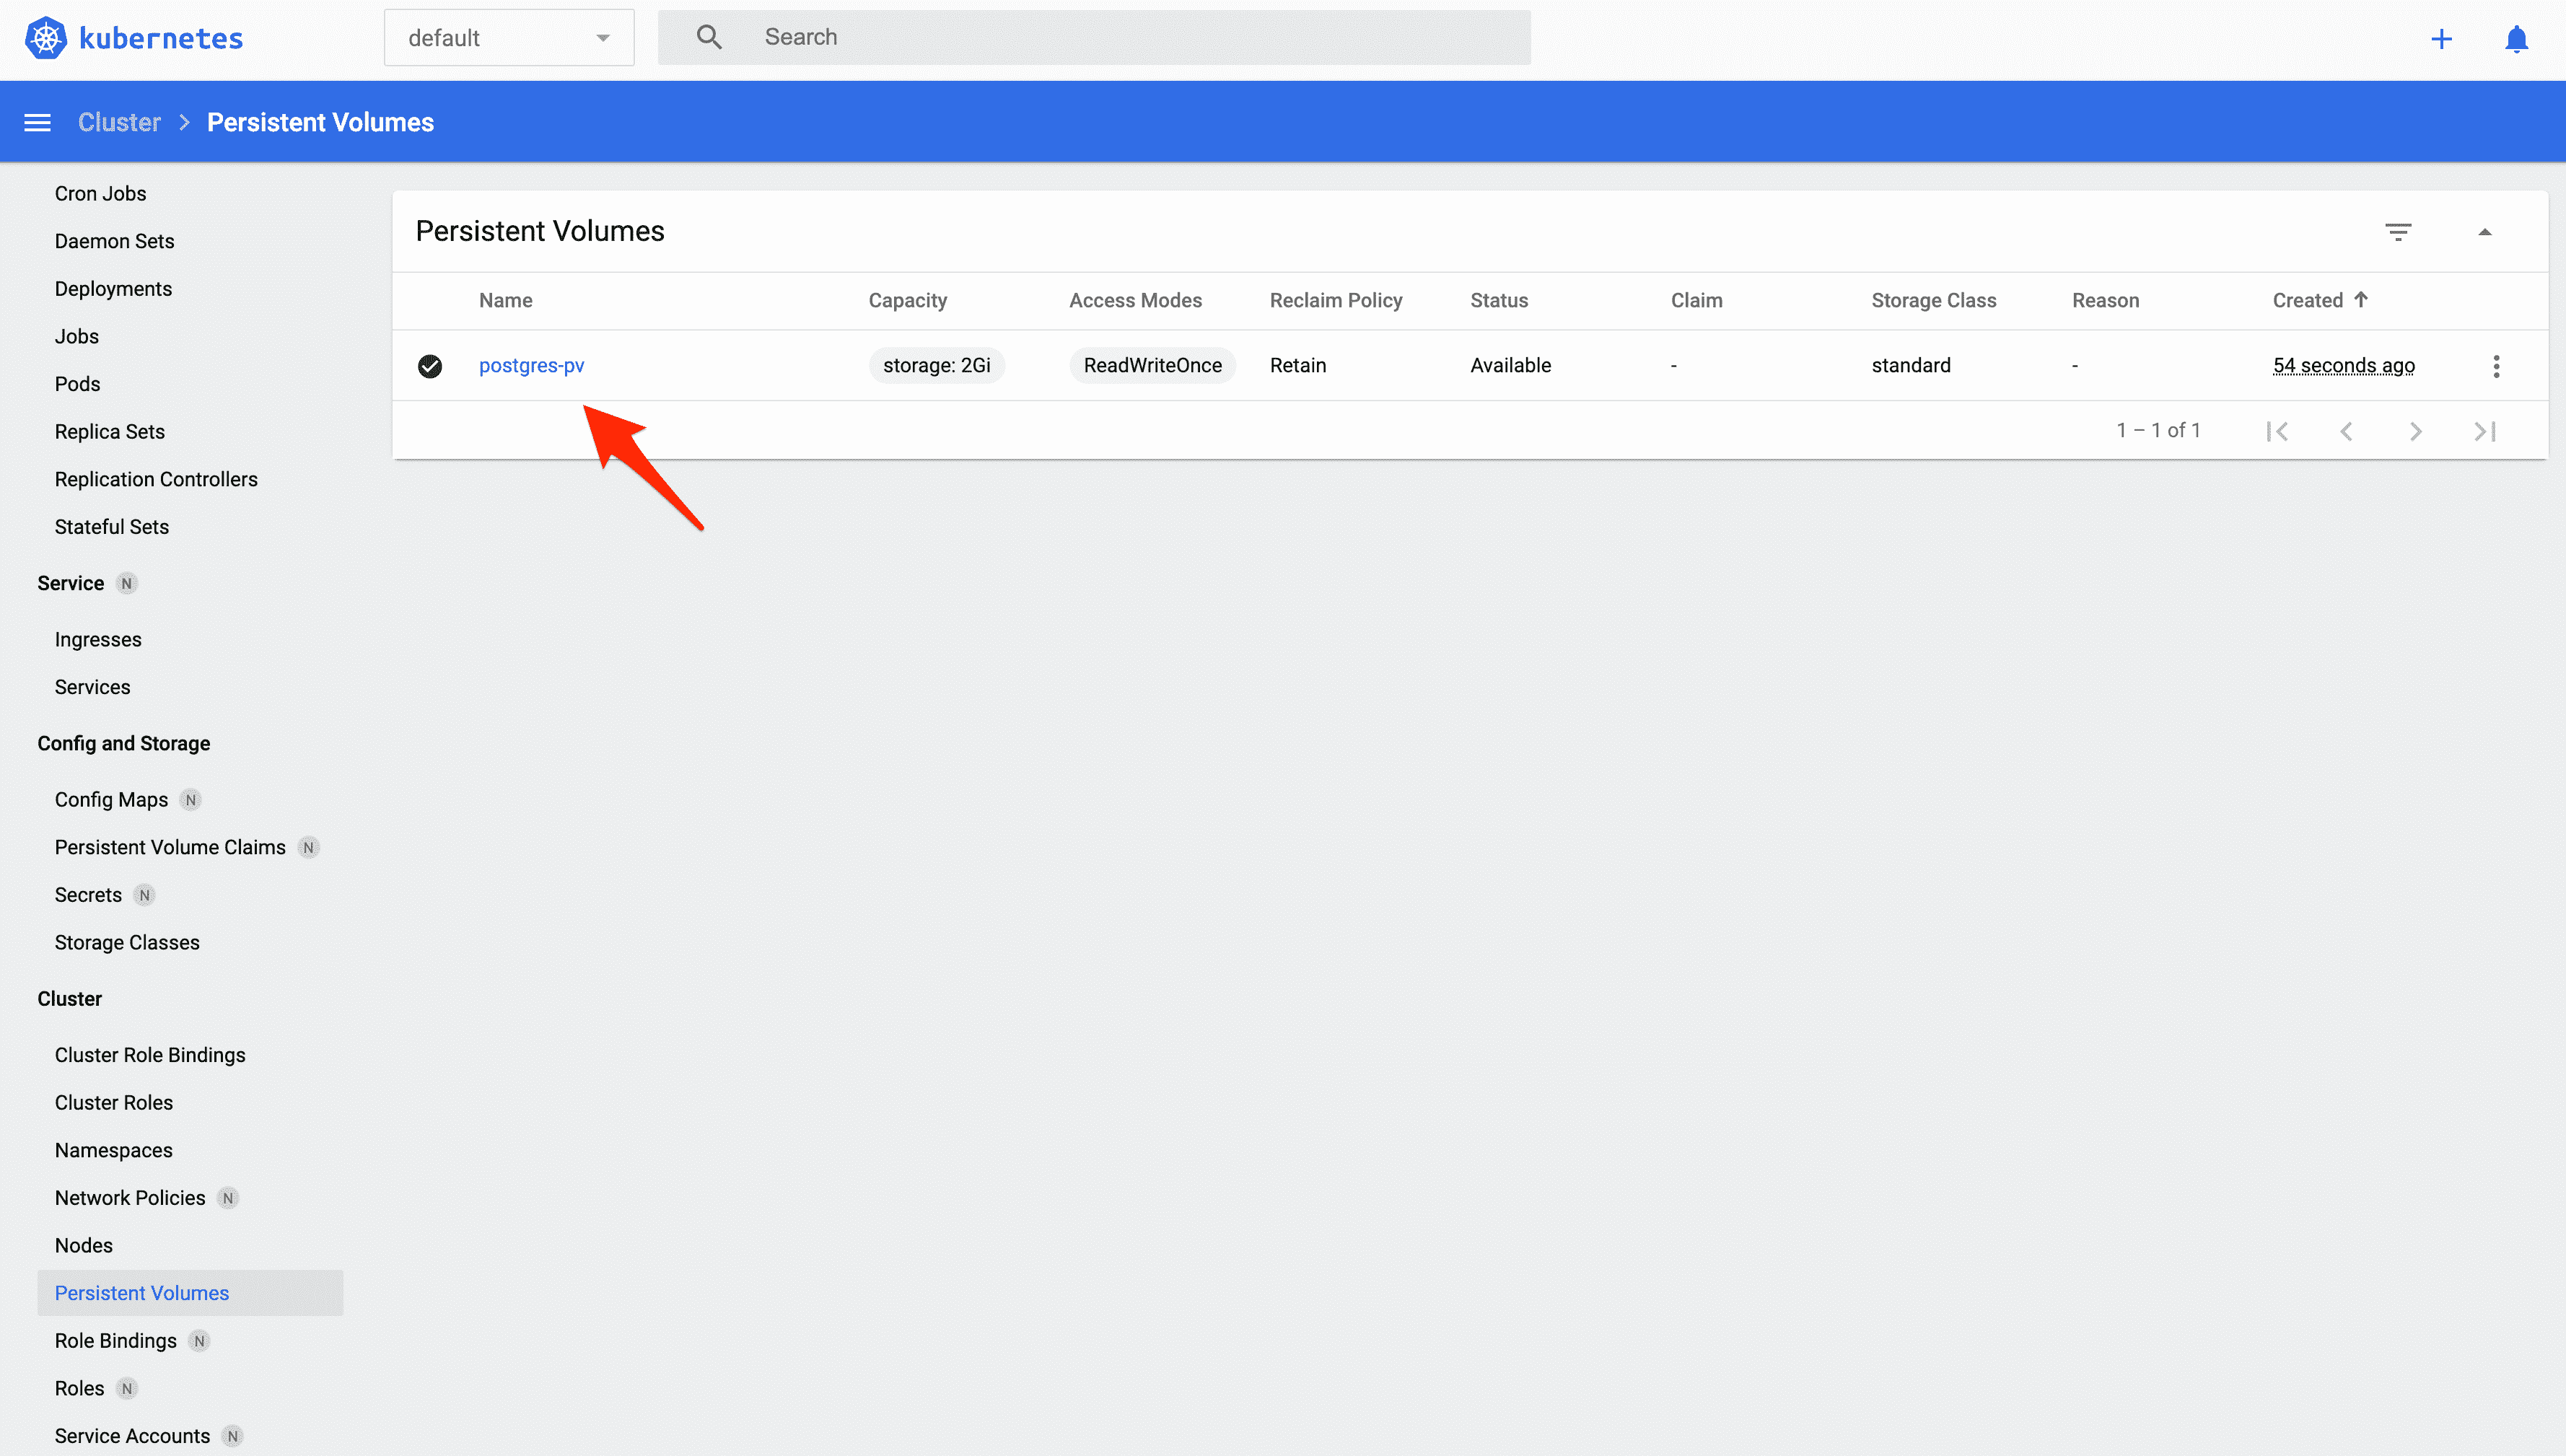 kubernetes
default
Search
Cluster > Persistent Volumes
Cron Jobs
Daemon Sets
Deployments
Jobs
Pods
Replica Sets
Replication Controllers
Stateful Sets
Service N
Ingresses
Services
Config and Storage
Config Maps N
Persistent Volume Claims N
Secrets N
Storage Classes
Cluster
Cluster Role Bindings
Cluster Roles
Namespaces
Network Policies N
Nodes
Persistent Volumes
Role Bindings N
Roles N
Service Accounts N
Persistent Volumes
Name Capacity Access Modes Reclaim Policy Status Claim Storage Class Reason Created ↑
postgres-pv storage: 2Gi ReadWriteOnce Retain Available - standard - 54 seconds ago
1 – 1 of 1